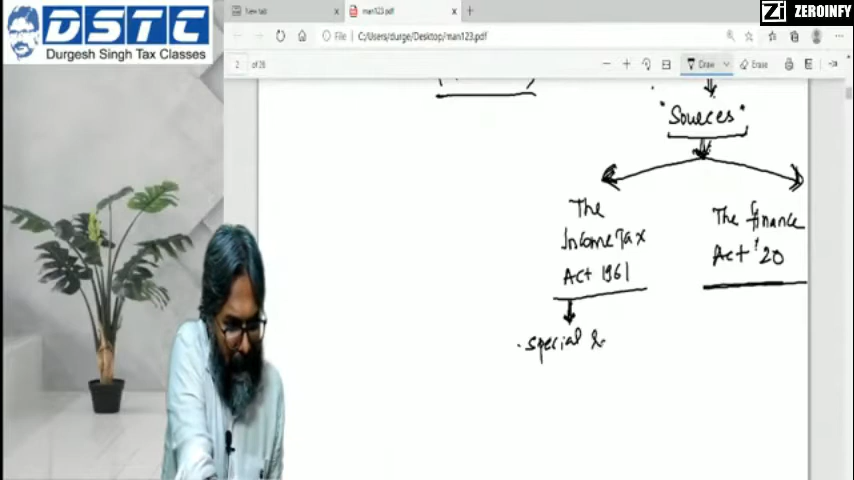 DSTC
Durgesh Singh Tax Classes
New tab
man123.pdf
File C:/Users/durge/Desktop/man123.pdf
ZEROINFY
2 of 26
Draw
Erase
"Sources"
The
Income Tax
Act 1961
The finance
Act '20
special &